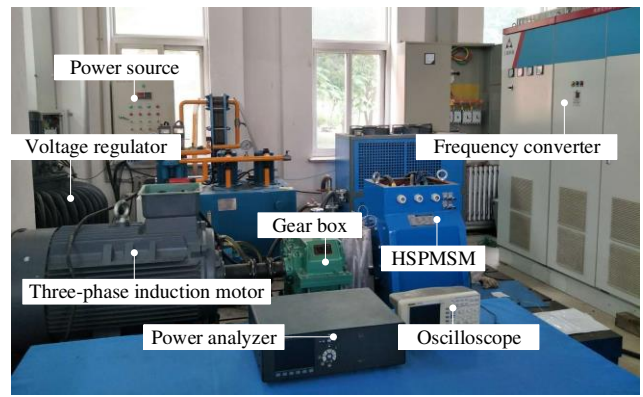 Power source
Voltage regulator
Frequency converter
Gear box
HSPMSM
Three-phase induction motor
Power analyzer
Oscilloscope